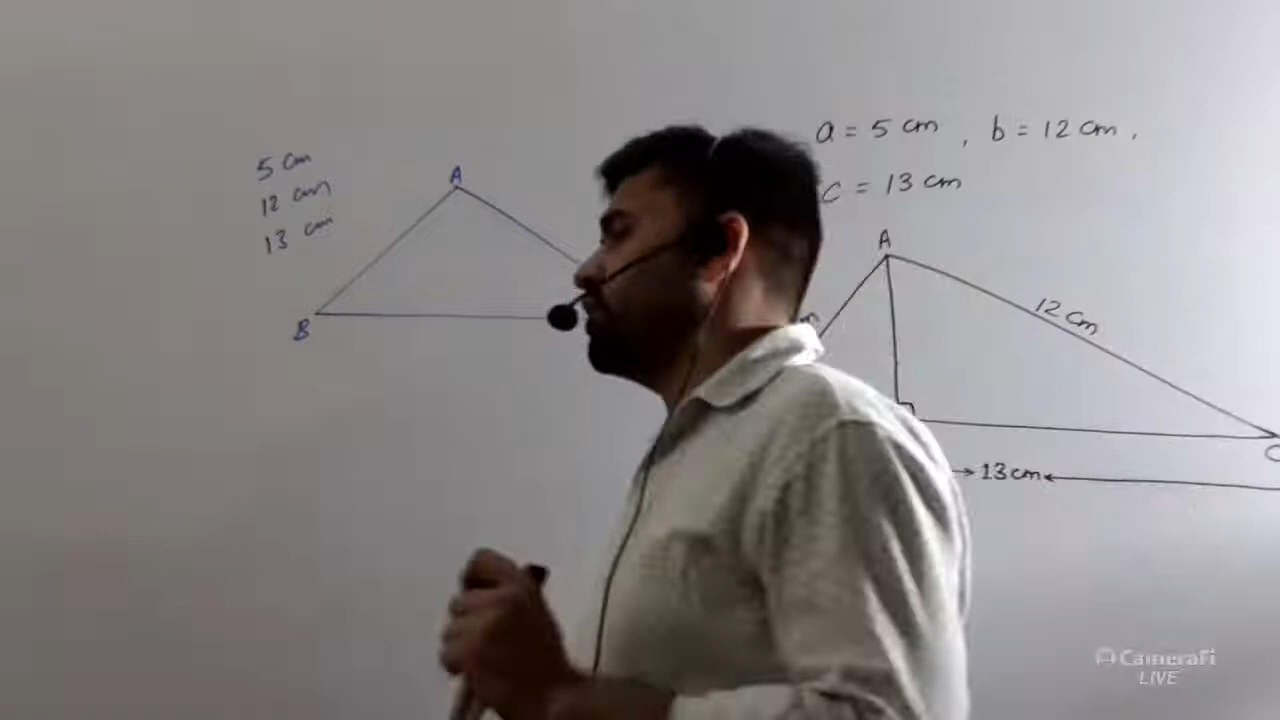 5 cm
12 cm
13 cm
A
B
a = 5 cm , b = 12 cm ,
c = 13 cm
A
12 cm
C
13 cm
CameraFi
LIVE